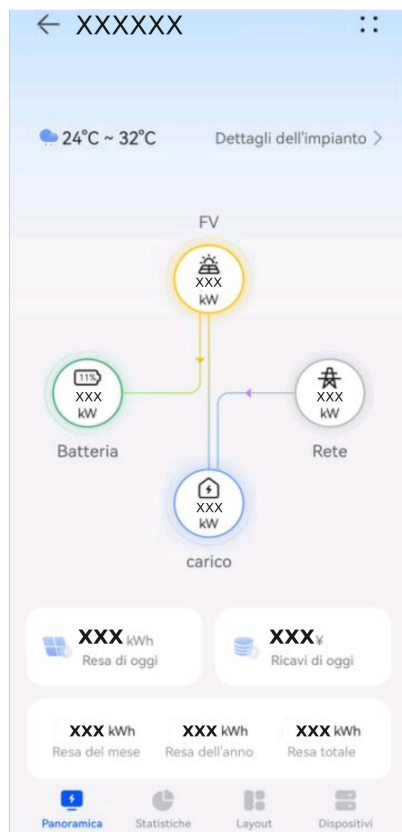 XXXXXX
24°C ~ 32°C Dettagli dell'impianto >
FV
XXX
kW
11%
XXX
kW
XXX
kW
Batteria
Rete
XXX
kW
carico
XXX kWh
Resa di oggi
XXX ¥
Ricavi di oggi
XXX kWh XXX kWh XXX kWh
Resa del mese Resa dell'anno Resa totale
Panoramica Statistiche Layout Dispositivi